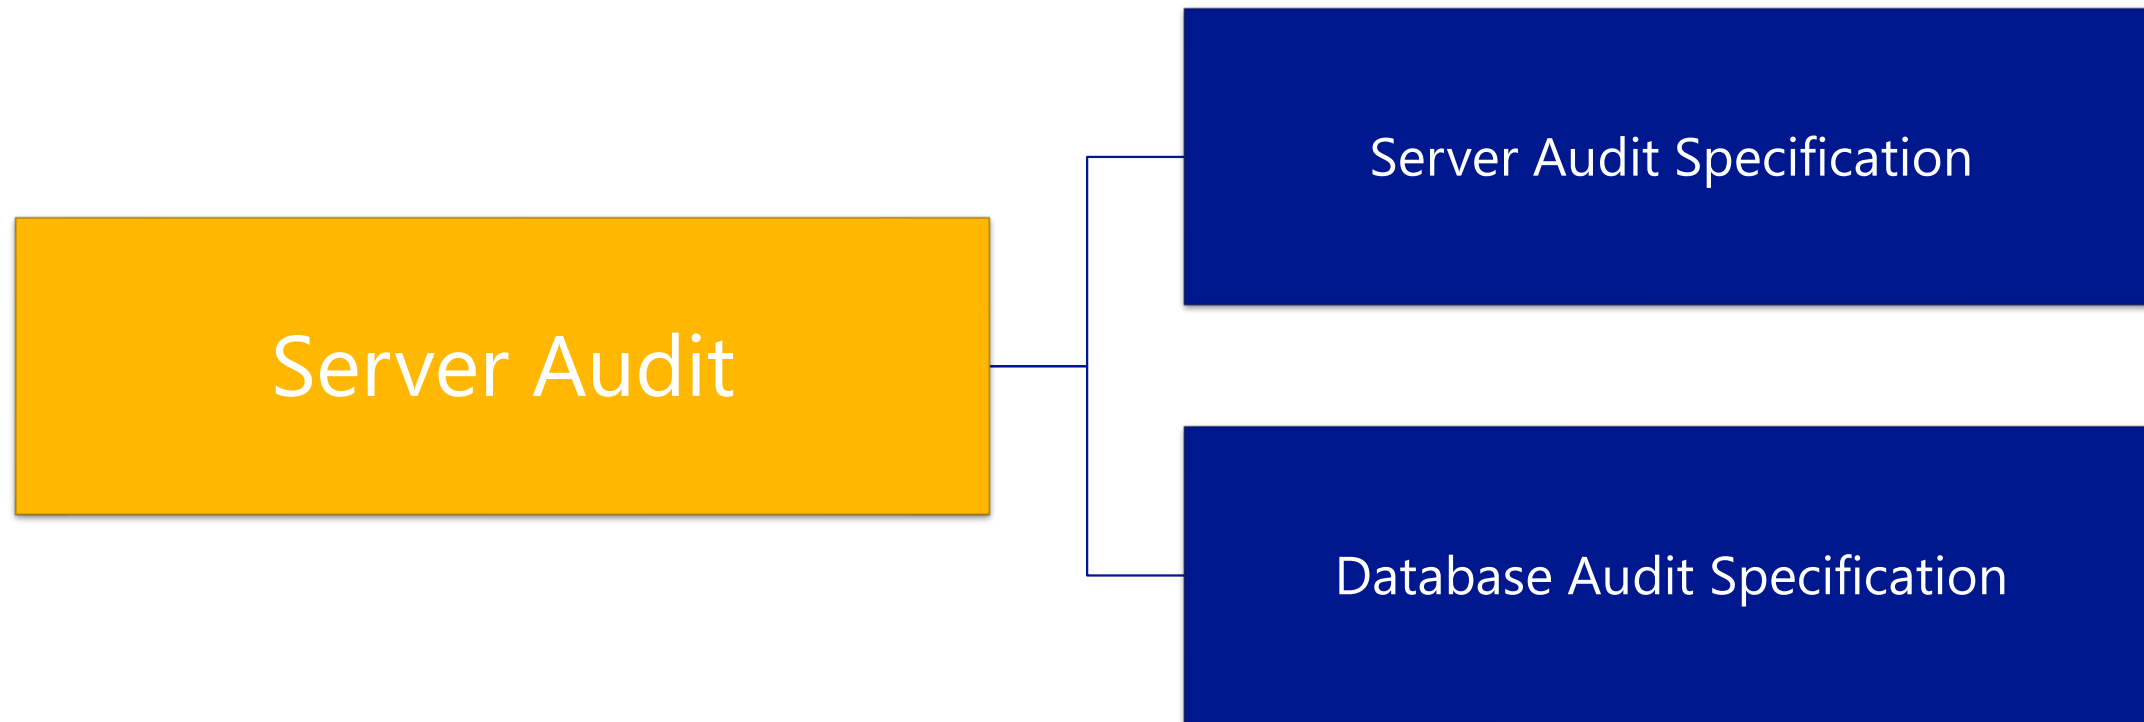 Server Audit
Server Audit Specification
Database Audit Specification